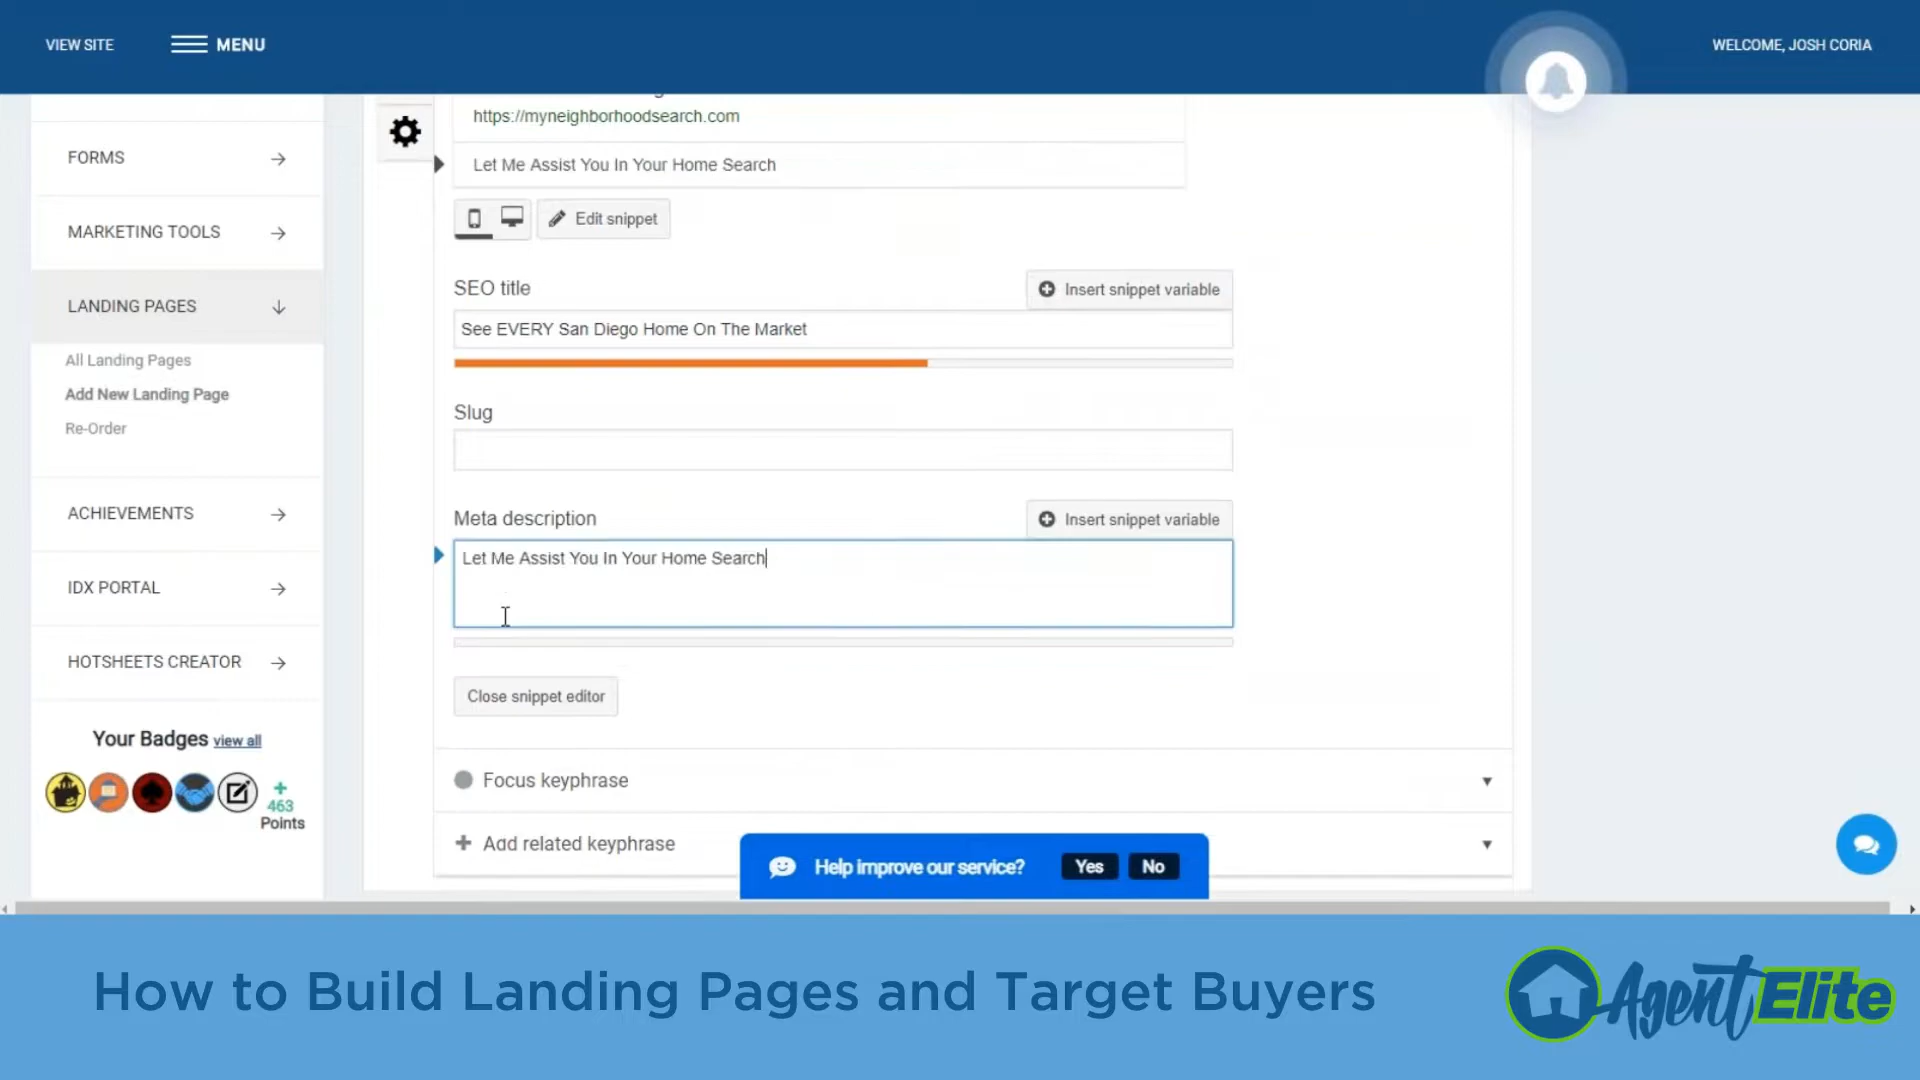 VIEW SITE
MENU
WELCOME, JOSH CORIA
https://myneighborhoodsearch.com
FORMS
Let Me Assist You In Your Home Search
MARKETING TOOLS
Edit snippet
LANDING PAGES
SEO title
Insert snippet variable
See EVERY San Diego Home On The Market
All Landing Pages
Add New Landing Page
Re-Order
Slug
ACHIEVEMENTS
Meta description
Insert snippet variable
Let Me Assist You In Your Home Search
IDX PORTAL
HOTSHEETS CREATOR
Close snippet editor
Your Badges view all
Focus keyphrase
+
463
Points
Add related keyphrase
Help improve our service?
Yes
No
How to Build Landing Pages and Target Buyers
Agent Elite